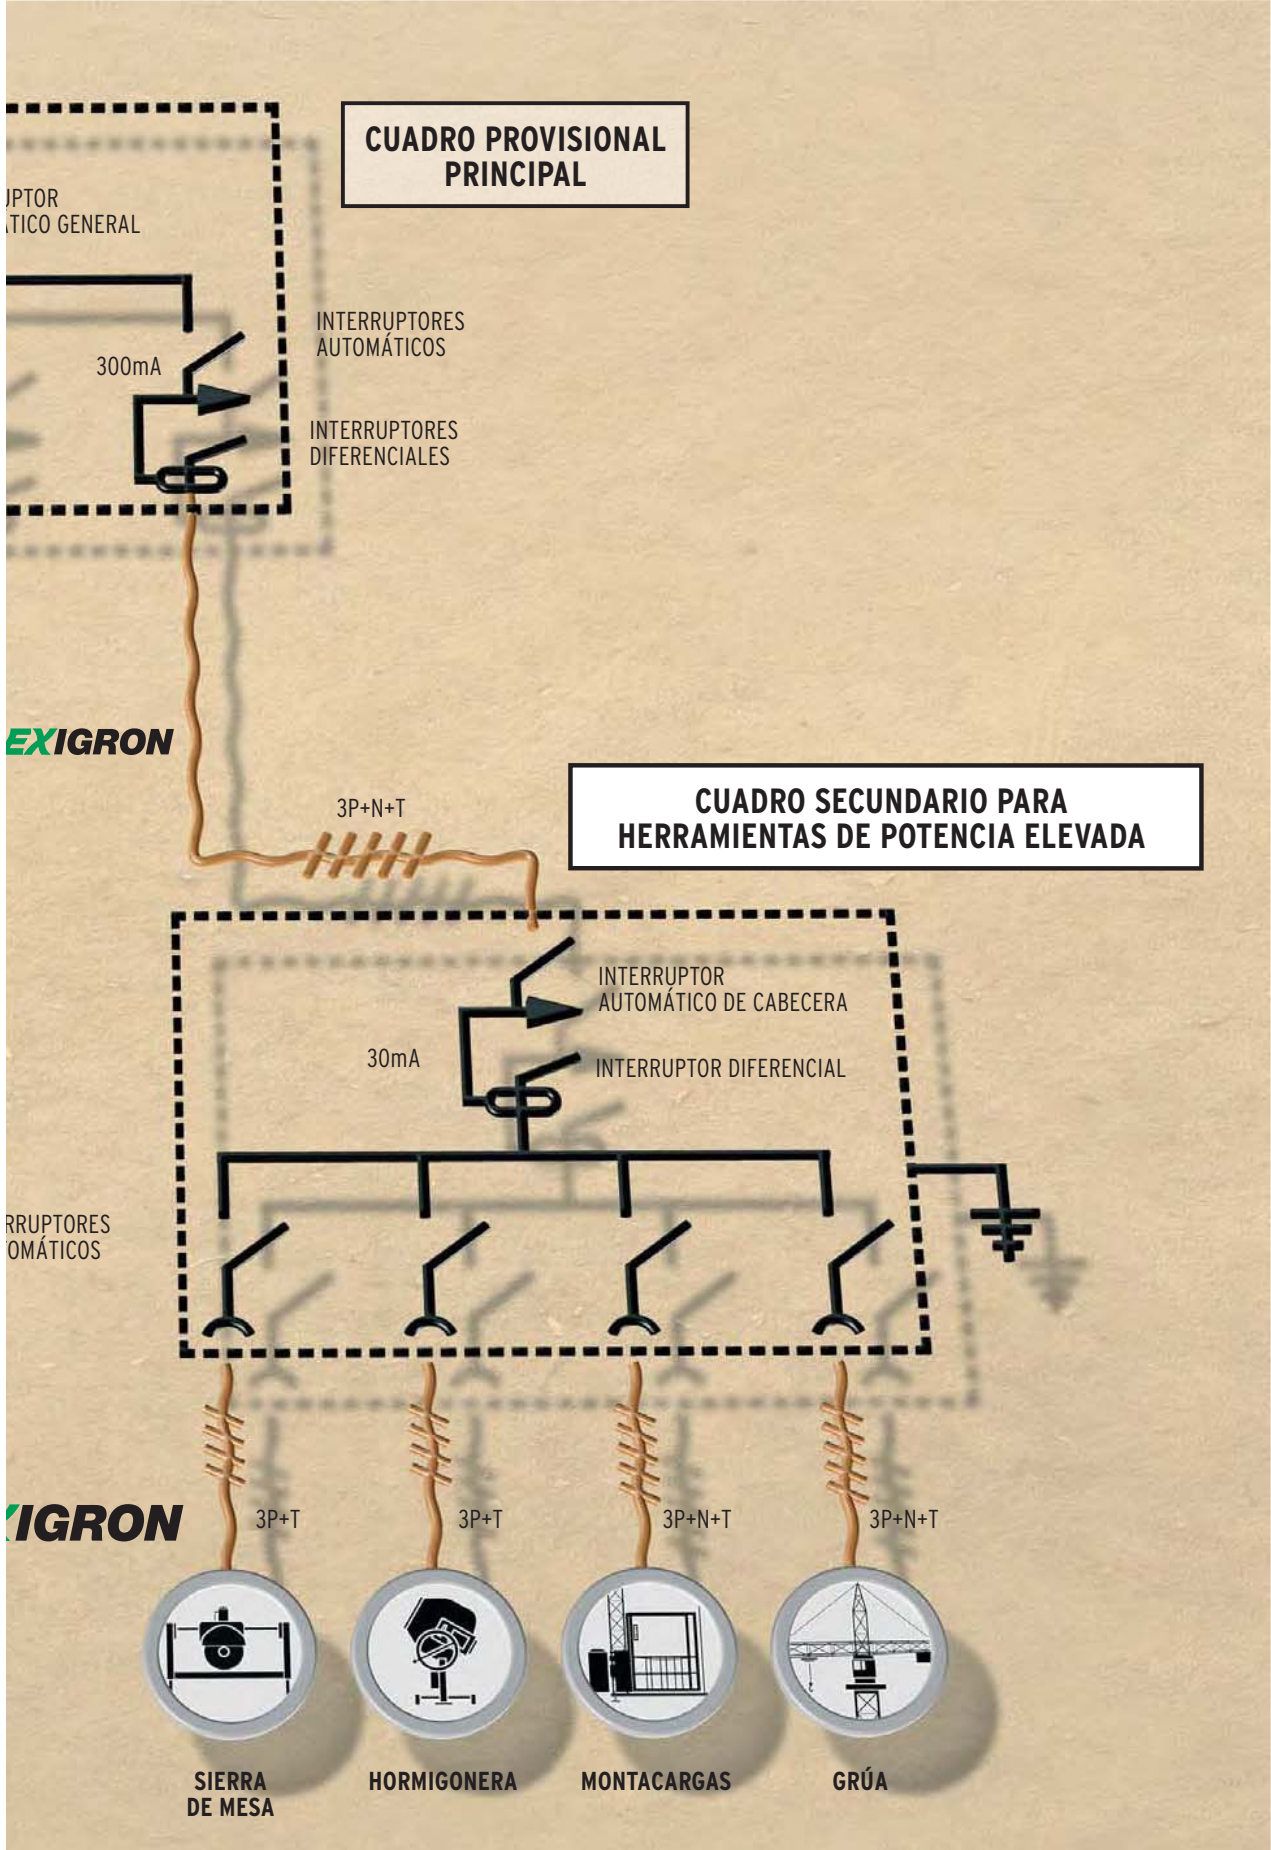 CUADRO PROVISIONAL
PRINCIPAL
UPTOR
ÁTICO GENERAL
INTERRUPTORES
AUTOMÁTICOS
300mA
INTERRUPTORES
DIFERENCIALES
EXIGRON
3P+N+T
CUADRO SECUNDARIO PARA
HERRAMIENTAS DE POTENCIA ELEVADA
INTERRUPTOR
AUTOMÁTICO DE CABECERA
30mA
INTERRUPTOR DIFERENCIAL
RRUPTORES
OMÁTICOS
XIGRON
3P+T
3P+T
3P+N+T
3P+N+T
SIERRA
DE MESA
HORMIGONERA
MONTACARGAS
GRÚA